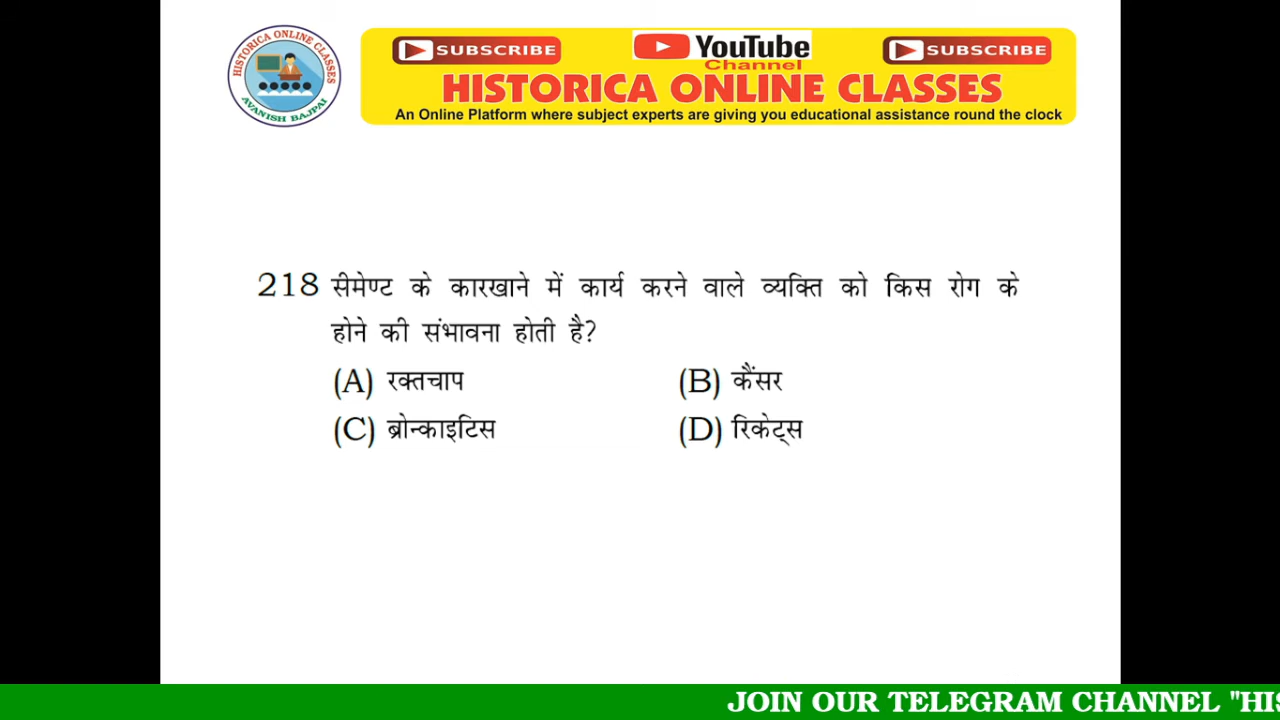 HISTORICA ONLINE CLASSES
AVANISH BAJPAI
SUBSCRIBE
YouTube
SUBSCRIBE
Channel
HISTORICA ONLINE CLASSES
An Online Platform where subject experts are giving you educational assistance round the clock
218 सीमेण्ट के कारखाने में कार्य करने वाले व्यक्ति को किस रोग के
होने की संभावना होती है?
(A) रक्तचाप (B) कैंसर
(C) ब्रोन्काइटिस (D) रिकेट्स
JOIN OUR TELEGRAM CHANNEL "HIS